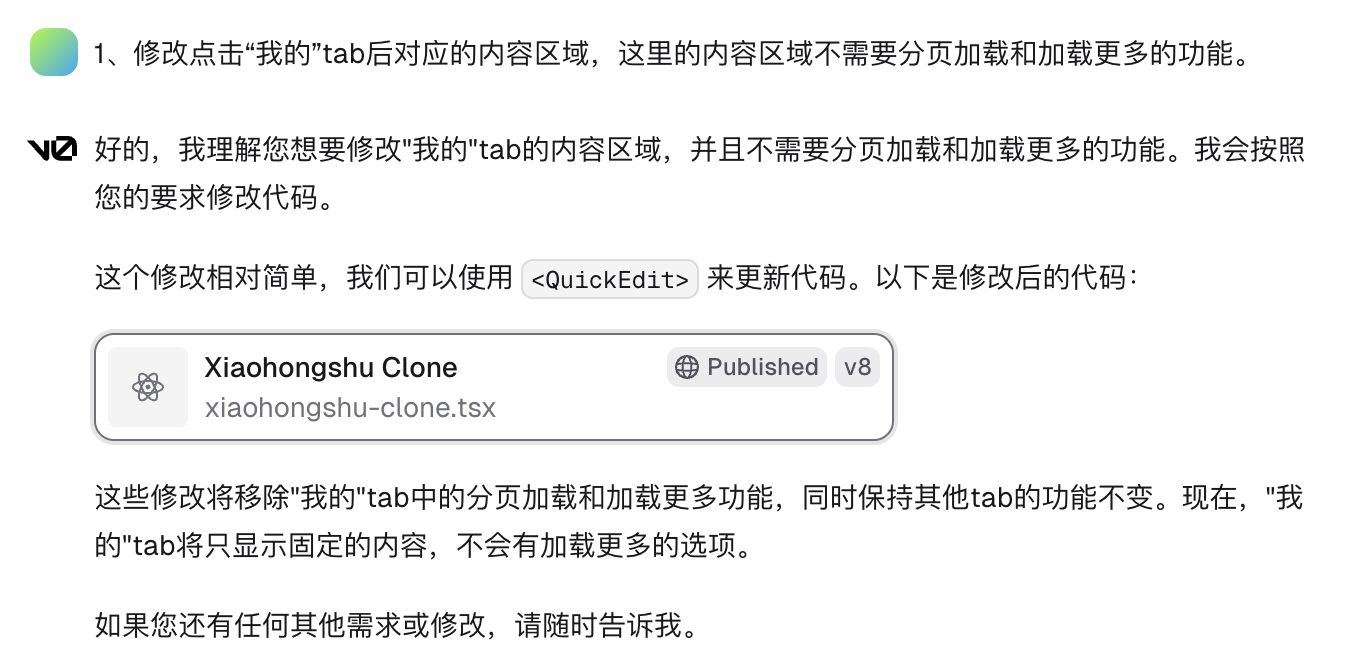 1、修改点击“我的”tab后对应的内容区域，这里的内容区域不需要分页加载和加载更多的功能。
v0 好的，我理解您想要修改"我的"tab的内容区域，并且不需要分页加载和加载更多的功能。我会按照
您的要求修改代码。
这个修改相对简单，我们可以使用 <QuickEdit> 来更新代码。以下是修改后的代码：
Xiaohongshu Clone Published v8
xiaohongshu-clone.tsx
这些修改将移除"我的"tab中的分页加载和加载更多功能，同时保持其他tab的功能不变。现在，"我
的"tab将只显示固定的内容，不会有加载更多的选项。
如果您还有任何其他需求或修改，请随时告诉我。